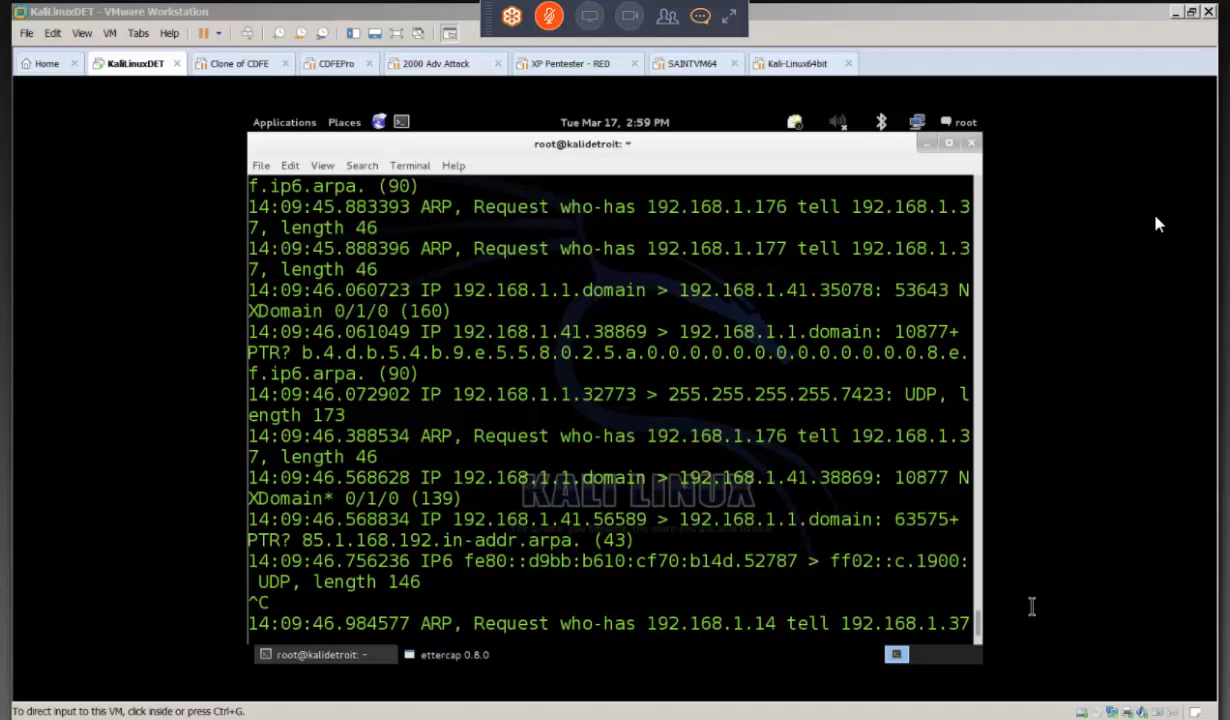 KaliLinuxDET - VMware Workstation
File Edit View VM Tabs Help
Home KaliLinuxDET Clone of CDFE CDFEPro 2000 Adv Attack XP Pentester - RED SAINTVM64 Kali-Linux64bit
Applications Places Tue Mar 17, 2:59 PM root
root@kalidetroit: ~
File Edit View Search Terminal Help
f.ip6.arpa. (90)
14:09:45.883393 ARP, Request who-has 192.168.1.176 tell 192.168.1.3
7, length 46
14:09:45.888396 ARP, Request who-has 192.168.1.177 tell 192.168.1.3
7, length 46
14:09:46.060723 IP 192.168.1.1.domain > 192.168.1.41.35078: 53643 N
XDomain 0/1/0 (160)
14:09:46.061049 IP 192.168.1.41.38869 > 192.168.1.1.domain: 10877+
PTR? b.4.d.b.5.4.b.9.e.5.5.8.0.2.5.a.0.0.0.0.0.0.0.0.0.0.0.0.0.8.e.
f.ip6.arpa. (90)
14:09:46.072902 IP 192.168.1.1.32773 > 255.255.255.255.7423: UDP, l
ength 173
14:09:46.388534 ARP, Request who-has 192.168.1.176 tell 192.168.1.3
7, length 46
14:09:46.568628 IP 192.168.1.1.domain > 192.168.1.41.38869: 10877 N
XDomain* 0/1/0 (139)
KALI LINUX
14:09:46.568834 IP 192.168.1.41.56589 > 192.168.1.1.domain: 63575+
PTR? 85.1.168.192.in-addr.arpa. (43)
14:09:46.756236 IP6 fe80::d9bb:b610:cf70:b14d.52787 > ff02::c.1900:
UDP, length 146
^C
14:09:46.984577 ARP, Request who-has 192.168.1.14 tell 192.168.1.37
root@kalidetroit: ~ ettercap 0.8.0
To direct input to this VM, click inside or press Ctrl+G.